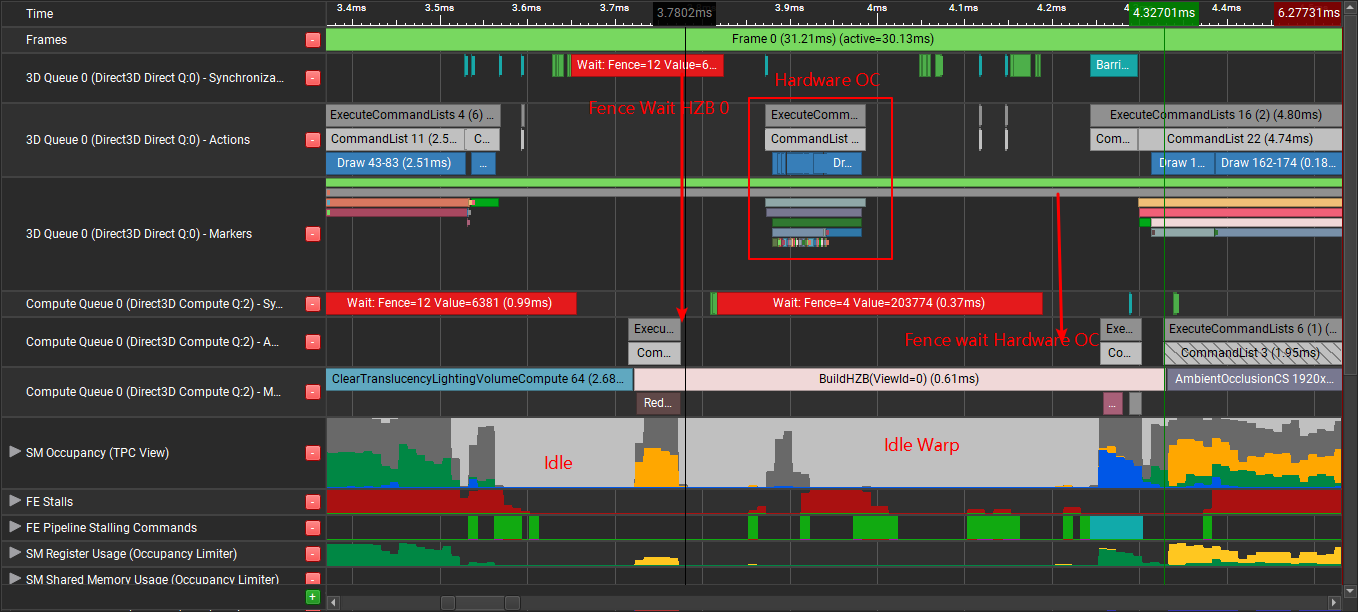 Time
3.4ms 3.5ms 3.6ms 3.7ms 3.7802ms 3.9ms 4ms 4.1ms 4.2ms 4.32701ms 4.4ms 6.27731ms
Frames
Frame 0 (31.21ms) (active=30.13ms)
3D Queue 0 (Direct3D Direct Q:0) - Synchroniza...
Wait: Fence=12 Value=6...
Barri...
Hardware OC
Fence Wait HZB 0
3D Queue 0 (Direct3D Direct Q:0) - Actions
ExecuteCommandLists 4 (6) ...
ExecuteComm...
ExecuteCommandLists 16 (2) (4.80ms)
CommandList 11 (2.5...
C...
CommandList ...
Com...
CommandList 22 (4.74ms)
Draw 43-83 (2.51ms)
...
Dr...
Draw 1...
Draw 162-174 (0.18...
3D Queue 0 (Direct3D Direct Q:0) - Markers
Compute Queue 0 (Direct3D Compute Q:2) - Sy...
Wait: Fence=12 Value=6381 (0.99ms)
Wait: Fence=4 Value=203774 (0.37ms)
Compute Queue 0 (Direct3D Compute Q:2) - A...
Execu...
Exe...
ExecuteCommandLists 6 (1) (...
Fence wait Hardware OC
Com...
Co...
CommandList 3 (1.95ms)
Compute Queue 0 (Direct3D Compute Q:2) - M...
ClearTranslucencyLightingVolumeCompute 64 (2.68...
BuildHZB(ViewId=0) (0.61ms)
AmbientOcclusionCS 1920x...
Red...
...
SM Occupancy (TPC View)
Idle
Idle Warp
FE Stalls
FE Pipeline Stalling Commands
SM Register Usage (Occupancy Limiter)
SM Shared Memory Usage (Occupancy Limiter)